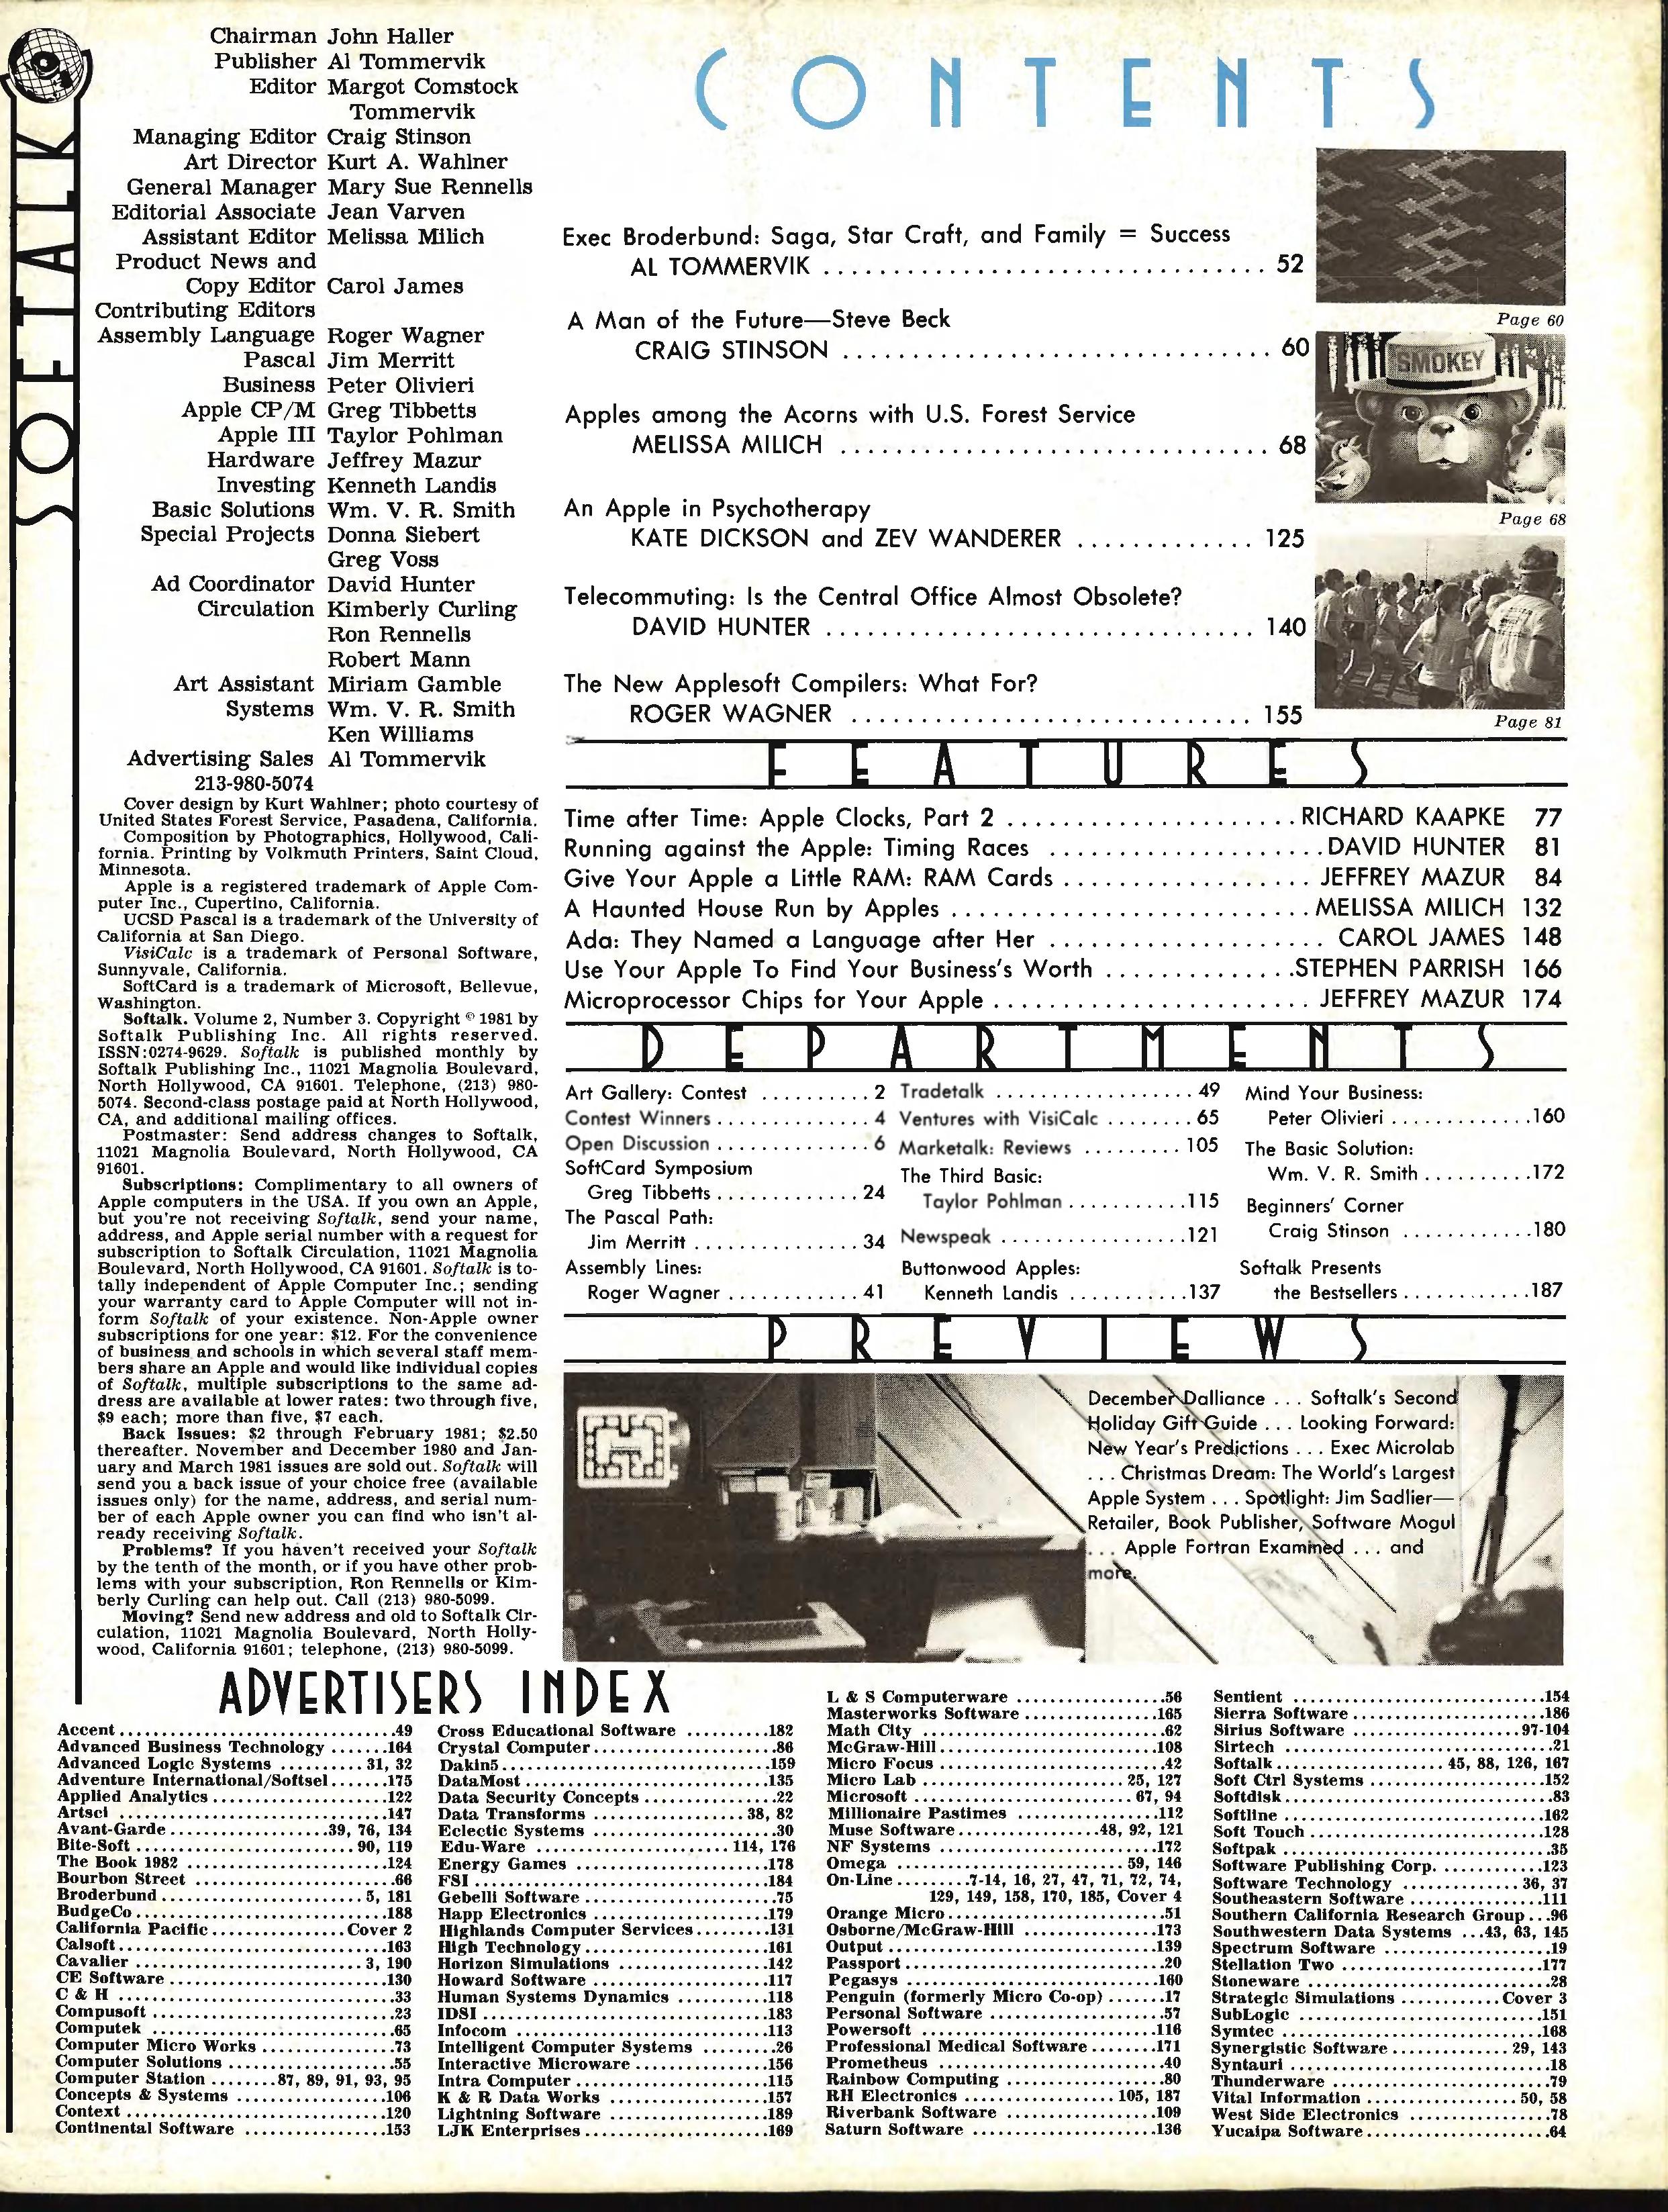 SOFTALK
Chairman John Haller
Publisher Al Tommervik
Editor Margot Comstock
Tommervik
Managing Editor Craig Stinson
Art Director Kurt A. Wahlner
General Manager Mary Sue Rennells
Editorial Associate Jean Varven
Assistant Editor Melissa Milich
Product News and
Copy Editor Carol James
Contributing Editors
Assembly Language Roger Wagner
Pascal Jim Merritt
Business Peter Olivieri
Apple CP/M Greg Tibbetts
Apple III Taylor Pohlman
Hardware Jeffrey Mazur
Investing Kenneth Landis
Basic Solutions Wm. V. R. Smith
Special Projects Donna Siebert
Greg Voss
Ad Coordinator David Hunter
Circulation Kimberly Curling
Ron Rennells
Robert Mann
Art Assistant Miriam Gamble
Systems Wm. V. R. Smith
Ken Williams
Advertising Sales Al Tommervik
213-980-5074
Cover design by Kurt Wahlner; photo courtesy of
United States Forest Service, Pasadena, California.
Composition by Photographics, Hollywood, Cali-
fornia. Printing by Volkmuth Printers, Saint Cloud,
Minnesota.
Apple is a registered trademark of Apple Com-
puter Inc., Cupertino, California.
UCSD Pascal is a trademark of the University of
California at San Diego.
VisiCalc is a trademark of Personal Software,
Sunnyvale, California.
SoftCard is a trademark of Microsoft, Bellevue,
Washington.
Softalk. Volume 2, Number 3. Copyright © 1981 by
Softalk Publishing Inc. All rights reserved.
ISSN:0274-9629. Softalk is published monthly by
Softalk Publishing Inc., 11021 Magnolia Boulevard,
North Hollywood, CA 91601. Telephone, (213) 980-
5074. Second-class postage paid at North Hollywood,
CA, and additional mailing offices.
Postmaster: Send address changes to Softalk,
11021 Magnolia Boulevard, North Hollywood, CA
91601.
Subscriptions: Complimentary to all owners of
Apple computers in the USA. If you own an Apple,
but you're not receiving Softalk, send your name,
address, and Apple serial number with a request for
subscription to Softalk Circulation, 11021 Magnolia
Boulevard, North Hollywood, CA 91601. Softalk is to-
tally independent of Apple Computer Inc.; sending
your warranty card to Apple Computer will not in-
form Softalk of your existence. Non-Apple owner
subscriptions for one year: $12. For the convenience
of business and schools in which several staff mem-
bers share an Apple and would like individual copies
of Softalk, multiple subscriptions to the same ad-
dress are available at lower rates: two through five,
$9 each; more than five, $7 each.
Back Issues: $2 through February 1981; $2.50
thereafter. November and December 1980 and Jan-
uary and March 1981 issues are sold out. Softalk will
send you a back issue of your choice free (available
issues only) for the name, address, and serial num-
ber of each Apple owner you can find who isn't al-
ready receiving Softalk.
Problems? If you haven't received your Softalk
by the tenth of the month, or if you have other prob-
lems with your subscription, Ron Rennells or Kim-
berly Curling can help out. Call (213) 980-5099.
Moving? Send new address and old to Softalk Cir-
culation, 11021 Magnolia Boulevard, North Holly-
wood, California 91601; telephone, (213) 980-5099.
CONTENTS
Exec Broderbund: Saga, Star Craft, and Family = Success
AL TOMMERVIK ........ 52
A Man of the Future—Steve Beck
CRAIG STINSON ........ 60
Apples among the Acorns with U.S. Forest Service
MELISSA MILICH ........ 68
An Apple in Psychotherapy
KATE DICKSON and ZEV WANDERER ........ 125
Telecommuting: Is the Central Office Almost Obsolete?
DAVID HUNTER ........ 140
The New Applesoft Compilers: What For?
ROGER WAGNER ........ 155
Page 60
SMOKEY
Page 68
Page 81
FEATURES
Time after Time: Apple Clocks, Part 2 ........ RICHARD KAAPKE 77
Running against the Apple: Timing Races ........ DAVID HUNTER 81
Give Your Apple a Little RAM: RAM Cards ........ JEFFREY MAZUR 84
A Haunted House Run by Apples ........ MELISSA MILICH 132
Ada: They Named a Language after Her ........ CAROL JAMES 148
Use Your Apple To Find Your Business's Worth ........ STEPHEN PARRISH 166
Microprocessor Chips for Your Apple ........ JEFFREY MAZUR 174
DEPARTMENTS
Art Gallery: Contest ........ 2
Contest Winners ........ 4
Open Discussion ........ 6
SoftCard Symposium
Greg Tibbetts ........ 24
The Pascal Path:
Jim Merritt ........ 34
Assembly Lines:
Roger Wagner ........ 41
Tradetalk ........ 49
Ventures with VisiCalc ........ 65
Marketalk: Reviews ........ 105
The Third Basic:
Taylor Pohlman ........ 115
Newspeak ........ 121
Buttonwood Apples:
Kenneth Landis ........ 137
Mind Your Business:
Peter Olivieri ........ 160
The Basic Solution:
Wm. V. R. Smith ........ 172
Beginners' Corner
Craig Stinson ........ 180
Softalk Presents
the Bestsellers ........ 187
PREVIEWS
December Dalliance . . . Softalk's Second
Holiday Gift Guide . . . Looking Forward:
New Year's Predictions . . . Exec Microlab
. . . Christmas Dream: The World's Largest
Apple System . . . Spotlight: Jim Sadlier—
Retailer, Book Publisher, Software Mogul
. . . Apple Fortran Examined . . . and
more.
ADVERTISERS INDEX
Accent ........ 49
Advanced Business Technology ........ 164
Advanced Logic Systems ........ 31, 32
Adventure International/Softsel ........ 175
Applied Analytics ........ 122
Artsci ........ 147
Avant-Garde ........ 39, 76, 134
Bite-Soft ........ 90, 119
The Book 1982 ........ 124
Bourbon Street ........ 66
Broderbund ........ 5, 181
BudgeCo ........ 188
California Pacific ........ Cover 2
Calsoft ........ 163
Cavalier ........ 3, 190
CE Software ........ 130
C & H ........ 33
Compusoft ........ 23
Computek ........ 65
Computer Micro Works ........ 73
Computer Solutions ........ 55
Computer Station ........ 87, 89, 91, 93, 95
Concepts & Systems ........ 106
Context ........ 120
Continental Software ........ 153
Cross Educational Software ........ 182
Crystal Computer ........ 86
Dakin5 ........ 159
DataMost ........ 135
Data Security Concepts ........ 22
Data Transforms ........ 38, 82
Eclectic Systems ........ 30
Edu-Ware ........ 114, 176
Energy Games ........ 178
FSI ........ 184
Gebelli Software ........ 75
Happ Electronics ........ 179
Highlands Computer Services ........ 131
High Technology ........ 161
Horizon Simulations ........ 142
Howard Software ........ 117
Human Systems Dynamics ........ 118
IDSI ........ 183
Infocom ........ 113
Intelligent Computer Systems ........ 26
Interactive Microware ........ 156
Intra Computer ........ 115
K & R Data Works ........ 157
Lightning Software ........ 189
LJK Enterprises ........ 169
L & S Computerware ........ 56
Masterworks Software ........ 165
Math City ........ 62
McGraw-Hill ........ 108
Micro Focus ........ 42
Micro Lab ........ 25, 127
Microsoft ........ 67, 94
Millionaire Pastimes ........ 112
Muse Software ........ 48, 92, 121
NF Systems ........ 172
Omega ........ 59, 146
On-Line ........ 7-14, 16, 27, 47, 71, 72, 74,
129, 149, 158, 170, 185, Cover 4
Orange Micro ........ 51
Osborne/McGraw-Hill ........ 173
Output ........ 139
Passport ........ 20
Pegasys ........ 160
Penguin (formerly Micro Co-op) ........ 17
Personal Software ........ 57
Powersoft ........ 116
Professional Medical Software ........ 171
Prometheus ........ 40
Rainbow Computing ........ 80
RH Electronics ........ 105, 187
Riverbank Software ........ 109
Saturn Software ........ 136
Sentient ........ 154
Sierra Software ........ 186
Sirius Software ........ 97-104
Sirtech ........ 21
Softalk ........ 45, 88, 126, 167
Soft Ctrl Systems ........ 152
Softdisk ........ 83
Softline ........ 162
Soft Touch ........ 128
Softpak ........ 35
Software Publishing Corp. ........ 123
Software Technology ........ 36, 37
Southeastern Software ........ 111
Southern California Research Group ... 96
Southwestern Data Systems ... 43, 63, 145
Spectrum Software ........ 19
Stellation Two ........ 177
Stoneware ........ 28
Strategic Simulations ........ Cover 3
SubLogic ........ 151
Symtec ........ 168
Synergistic Software ........ 29, 143
Syntauri ........ 18
Thunderware ........ 79
Vital Information ........ 50, 58
West Side Electronics ........ 78
Yucaipa Software ........ 64